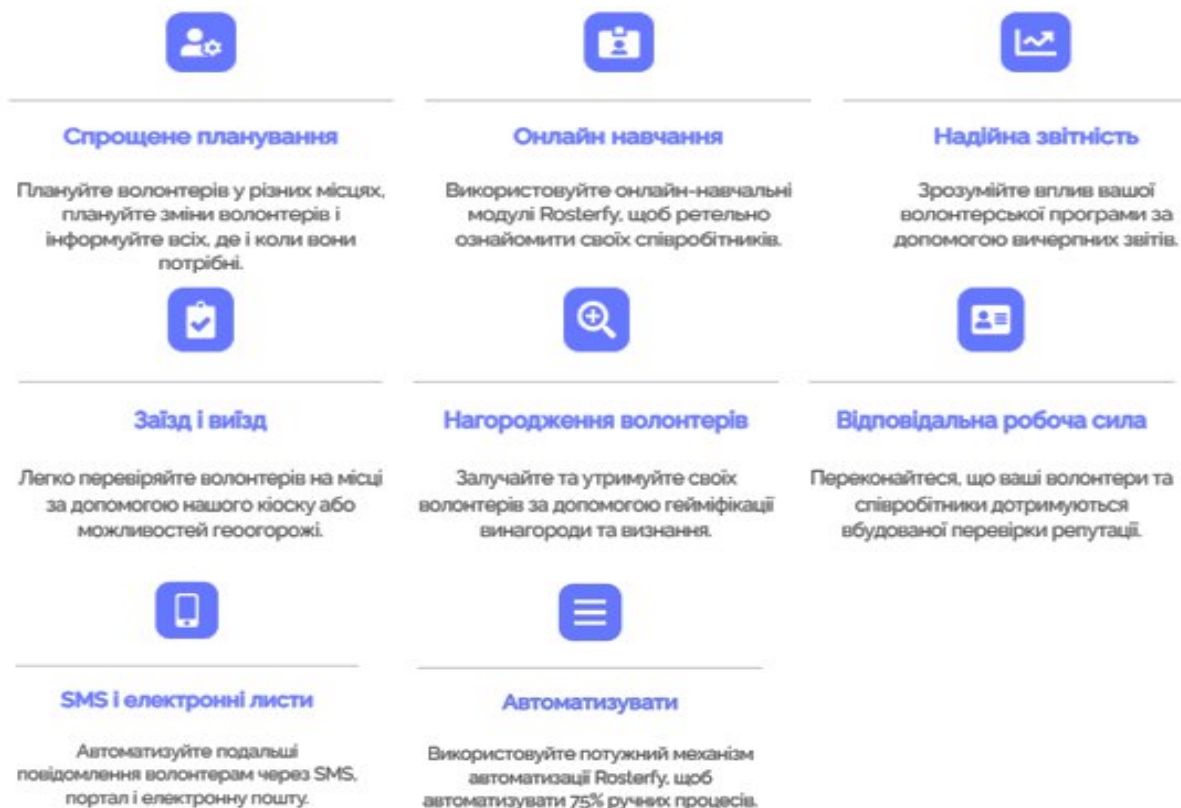 Спрощене планування
Плануйте волонтерів у різних місцях,
плануйте зміни волонтерів і
інформуйте всіх, де і коли вони
потрібні.
Онлайн навчання
Використовуйте онлайн-навчальні
модулі Rosterfy, щоб ретельно
ознайомити своїх співробітників.
Надійна звітність
Зрозумійте вплив вашої
волонтерської програми за
допомогою вичерпних звітів.
Заїзд і виїзд
Легко перевіряйте волонтерів на місці
за допомогою нашого кіоску або
можливостей геоогорожі.
Нагородження волонтерів
Залучайте та утримуйте своїх
волонтерів за допомогою гейміфікації
винагороди та визнання.
Відповідальна робоча сила
Переконайтеся, що ваші волонтери та
співробітники дотримуються
вбудованої перевірки репутації.
SMS і електронні листи
Автоматизуйте подальші
повідомлення волонтерам через SMS,
портал і електронну пошту.
Автоматизувати
Використовуйте потужний механізм
автоматизації Rosterfy, щоб
автоматизувати 75% ручних процесів.